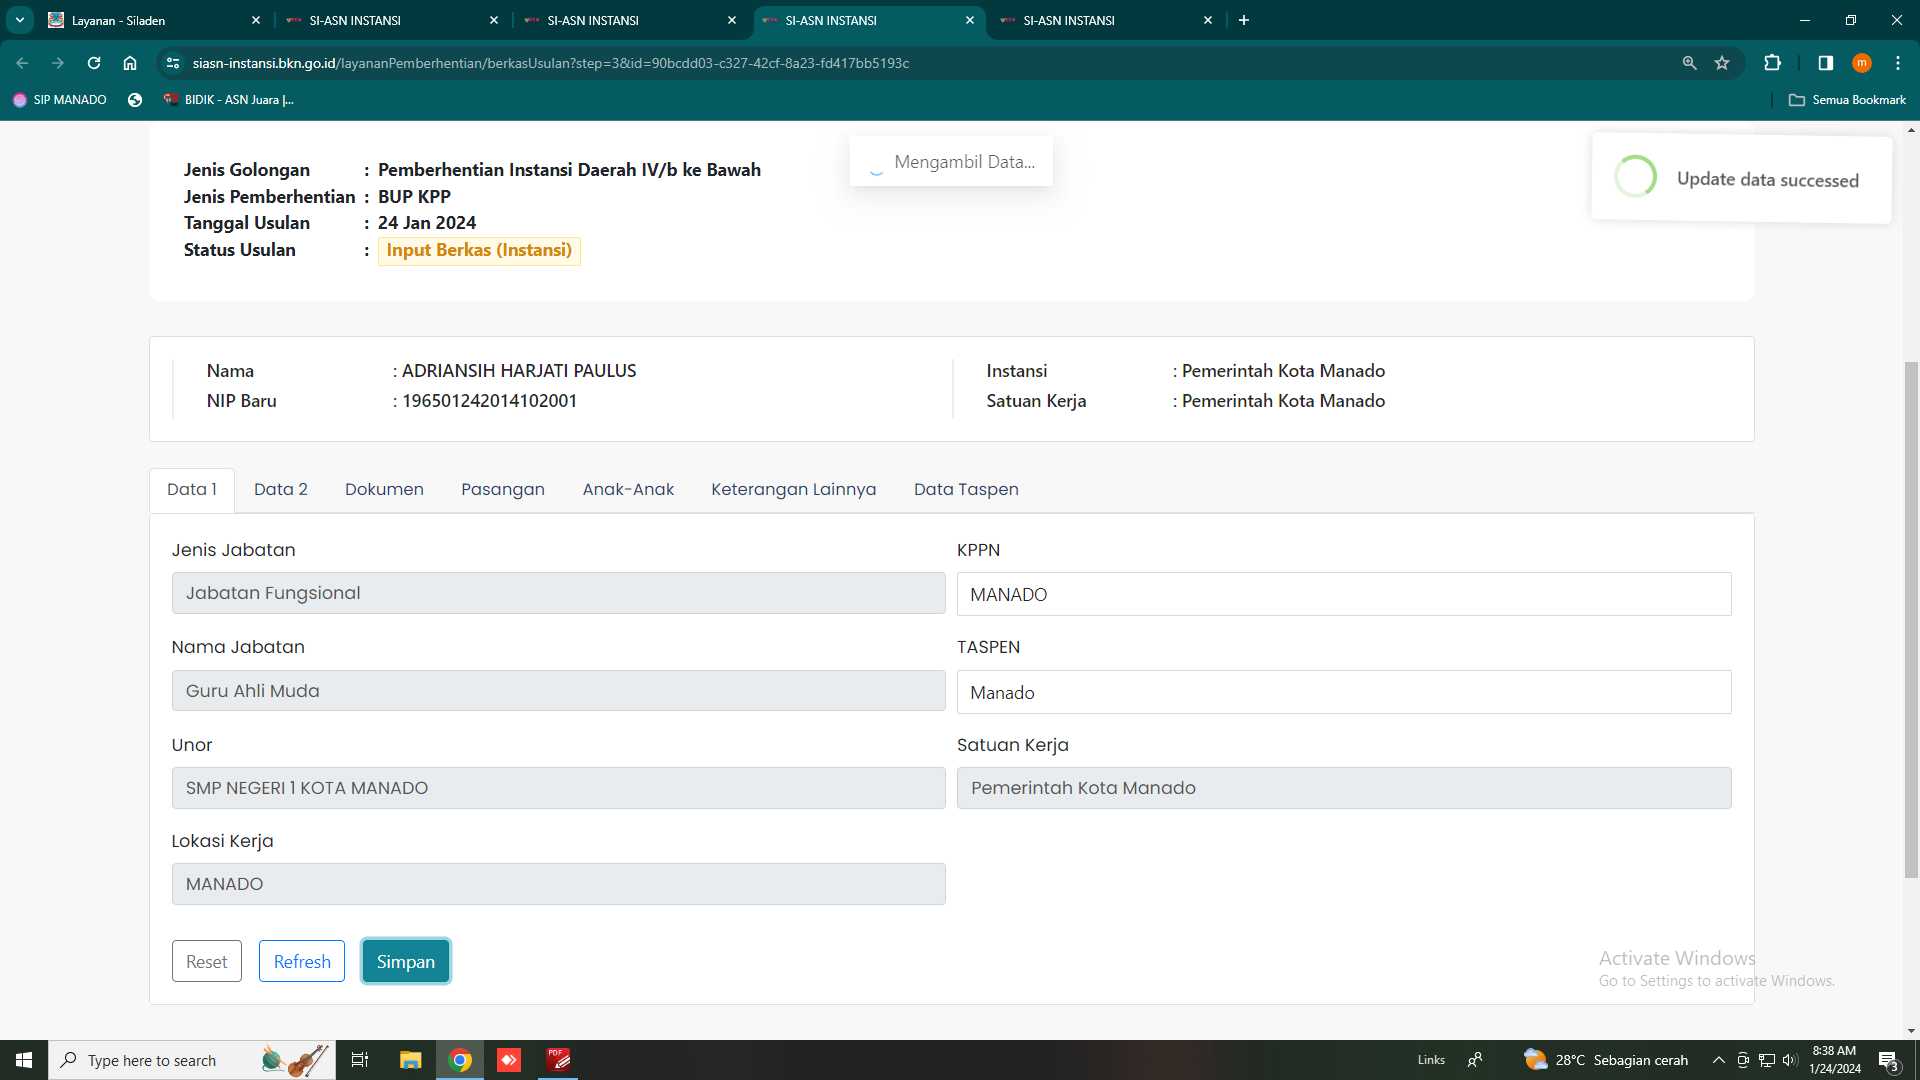 Layanan - Siladen
SI-ASN INSTANSI
SI-ASN INSTANSI
SI-ASN INSTANSI
SI-ASN INSTANSI
siasn-instansi.bkn.go.id/layananPemberhentian/berkasUsulan?step=3&id=90bcdd03-c327-42cf-8a23-fd417bb5193c
m
SIP MANADO
BIDIK - ASN Juara |...
Semua Bookmark
Jenis Golongan : Pemberhentian Instansi Daerah IV/b ke Bawah
Jenis Pemberhentian : BUP KPP
Tanggal Usulan : 24 Jan 2024
Status Usulan : Input Berkas (Instansi)
Mengambil Data...
Update data successed
Nama : ADRIANSIH HARJATI PAULUS
NIP Baru : 196501242014102001
Instansi : Pemerintah Kota Manado
Satuan Kerja : Pemerintah Kota Manado
Data 1 Data 2 Dokumen Pasangan Anak-Anak Keterangan Lainnya Data Taspen
Jenis Jabatan
Jabatan Fungsional
KPPN
MANADO
Nama Jabatan
Guru Ahli Muda
TASPEN
Manado
Unor
SMP NEGERI 1 KOTA MANADO
Satuan Kerja
Pemerintah Kota Manado
Lokasi Kerja
MANADO
Reset Refresh Simpan
Activate Windows
Go to Settings to activate Windows.
Type here to search
PDF
Links
28°C Sebagian cerah
8:38 AM
1/24/2024
3